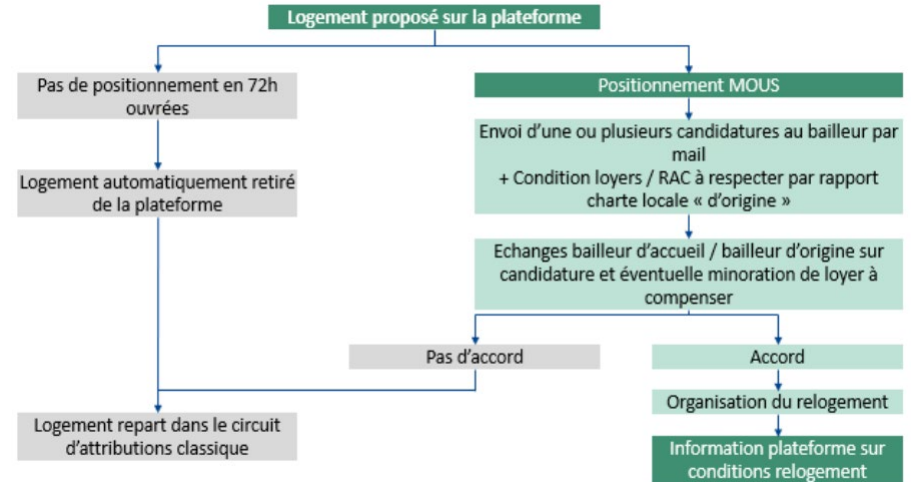 Logement proposé sur la plateforme
Pas de positionnement en 72h
ouvrées
Positionnement MOUS
Envoi d'une ou plusieurs candidatures au bailleur par
mail
+ Condition loyers / RAC à respecter par rapport
charte locale « d'origine »
Logement automatiquement retiré
de la plateforme
Echanges bailleur d'accueil / bailleur d'origine sur
candidature et éventuelle minoration de loyer à
compenser
Pas d'accord
Accord
Organisation du relogement
Logement repart dans le circuit
d'attributions classique
Information plateforme sur
conditions relogement